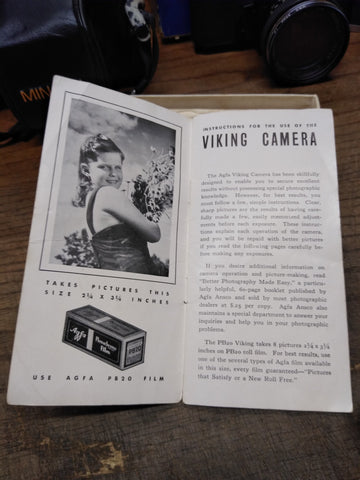 MIN
TAKES PICTURES THIS
SIZE 2¼ X 3¼ INCHES
Agfa
Film
PB20
USE AGFA PB20 FILM
INSTRUCTIONS FOR THE USE OF THE
VIKING CAMERA
The Agfa Viking Camera has been skillfully
designed to enable you to secure excellent
results without possessing special photographic
knowledge. However, for best results, you
must follow a few, simple instructions. Clear,
sharp pictures are the results of having care-
fully made a few, easily memorized adjust-
ments before each exposure. These instruc-
tions explain each operation of the camera,
and you will be repaid with better pictures
if you read the following pages carefully be-
fore making any exposures.
If you desire additional information on
camera operation and picture-making, read
"Better Photography Made Easy," a particu-
larly helpful, 60-page booklet published by
Agfa Ansco and sold by most photographic
dealers at $.25 per copy. Agfa Ansco also
maintains a special department to answer your
inquiries and help you in your photographic
problems.
The PB20 Viking takes 8 pictures 2¼ x 3¼
inches on PB20 roll film. For best results, use
one of the several types of Agfa film available
in this size, every film guaranteed—"Pictures
that Satisfy or a New Roll Free."